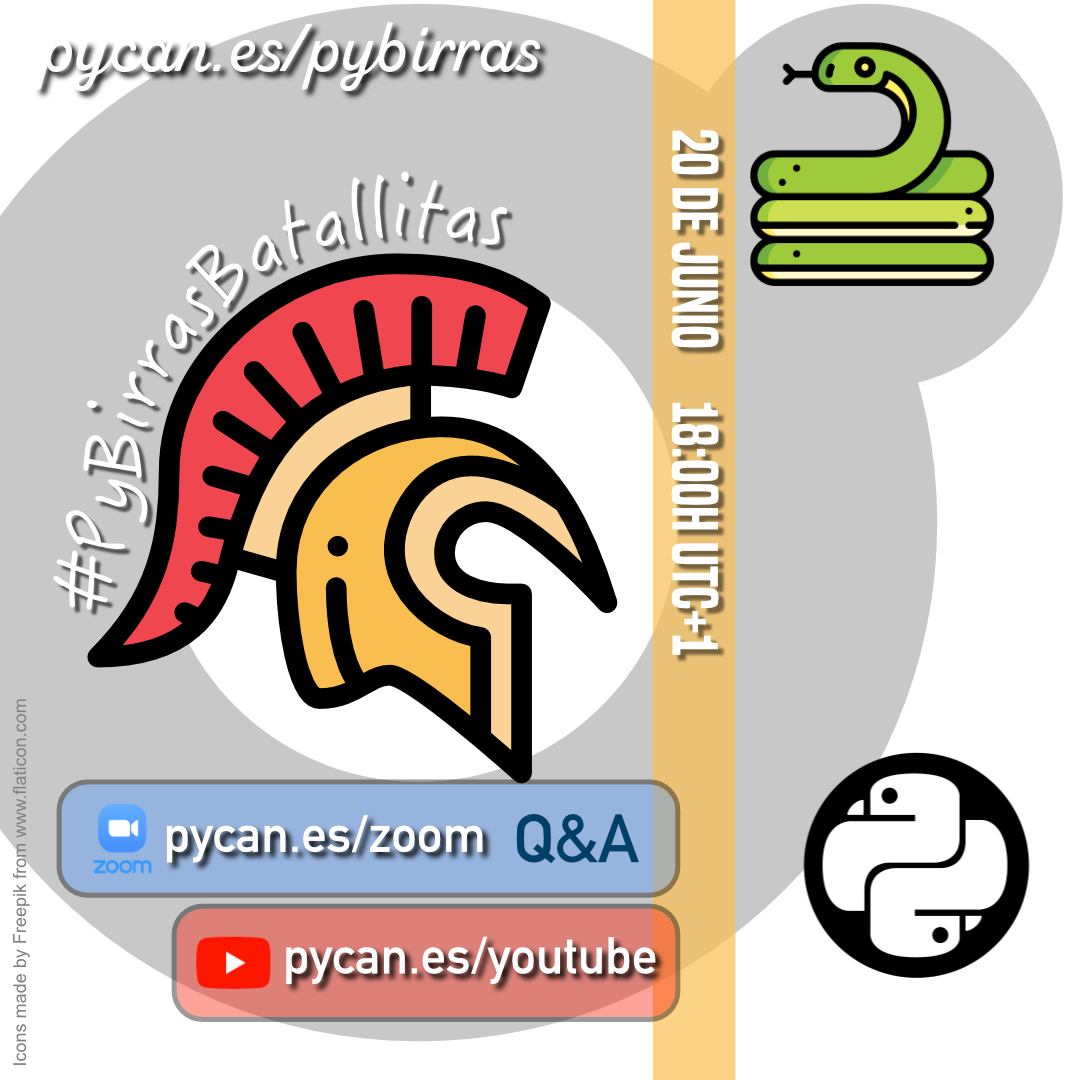 pycan.es/pybirras
#PyBirrasBatallitas
20 DE JUNIO 18:00H UTC+1
zoom pycan.es/zoom Q&A
pycan.es/youtube
Icons made by Freepik from www.flaticon.com